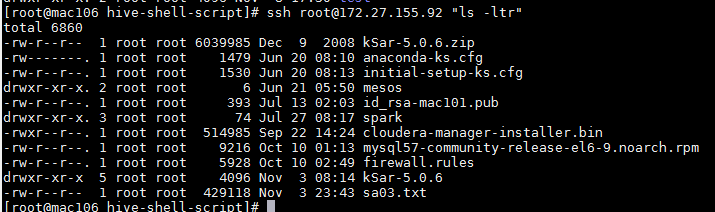 [root@mac106 hive-shell-script]# ssh root@172.27.155.92 "ls -ltr"
total 6860
-rw-r--r--  1 root root 6039985 Dec  9  2008 kSar-5.0.6.zip
-rw-------. 1 root root    1479 Jun 20 08:10 anaconda-ks.cfg
-rw-r--r--. 1 root root    1530 Jun 20 08:13 initial-setup-ks.cfg
drwxr-xr-x. 2 root root       6 Jun 21 05:50 mesos
-rw-r--r--  1 root root     393 Jul 13 02:03 id_rsa-mac101.pub
drwxr-xr-x. 3 root root      74 Jul 27 08:17 spark
-rwxr--r--. 1 root root  514985 Sep 22 14:24 cloudera-manager-installer.bin
-rw-r--r--. 1 root root    9216 Oct 10 01:13 mysql57-community-release-el6-9.noarch.rpm
-rw-r--r--. 1 root root    5928 Oct 10 02:49 firewall.rules
drwxr-xr-x  5 root root    4096 Nov  3 08:14 kSar-5.0.6
-rw-r--r--  1 root root  429118 Nov  3 23:43 sa03.txt
[root@mac106 hive-shell-script]#